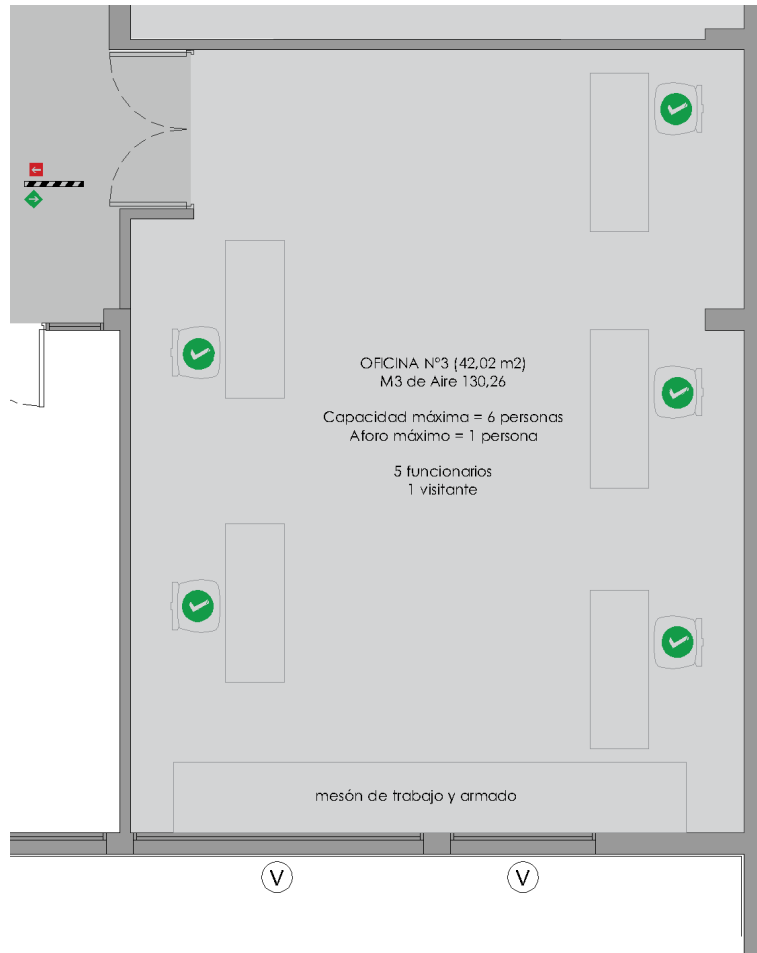 OFICINA N°3 (42,02 m2)
M3 de Aire 130,26
Capacidad máxima = 6 personas
Aforo máximo = 1 persona
5 funcionarios
1 visitante
mesón de trabajo y armado
V
V